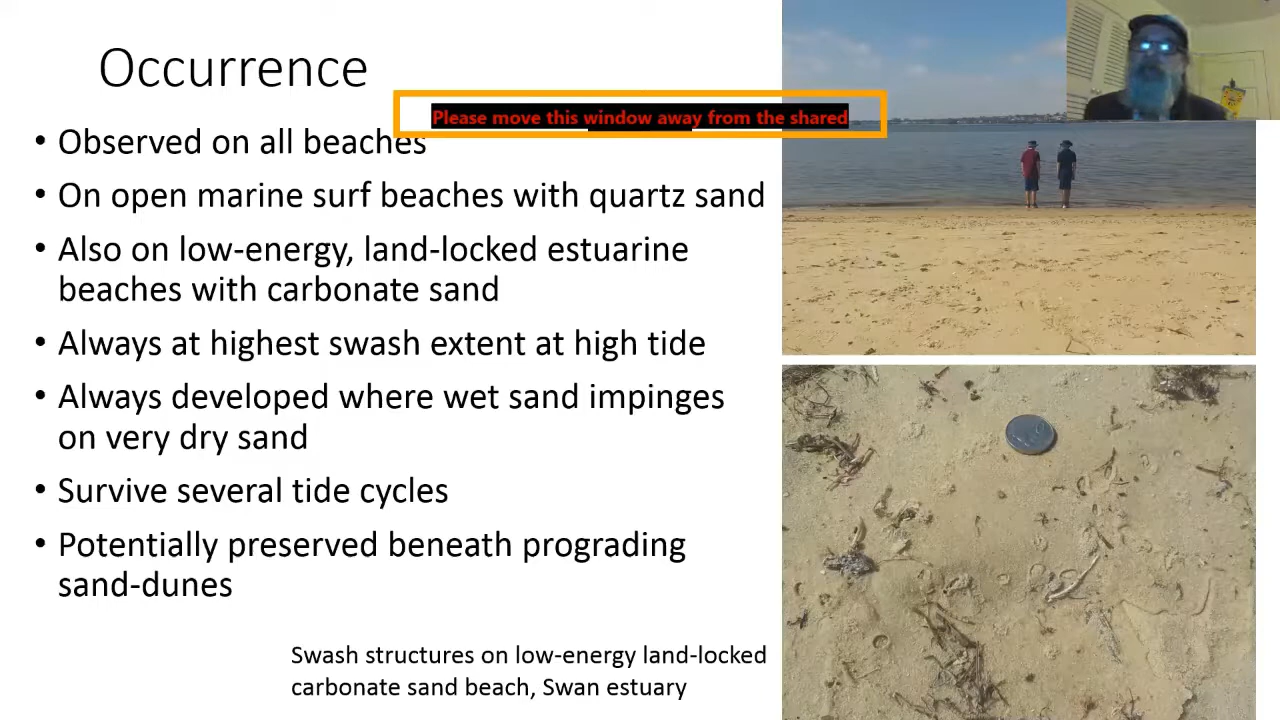 Occurrence
Please move this window away from the shared
• Observed on all beaches
• On open marine surf beaches with quartz sand
• Also on low-energy, land-locked estuarine
beaches with carbonate sand
• Always at highest swash extent at high tide
• Always developed where wet sand impinges
on very dry sand
• Survive several tide cycles
• Potentially preserved beneath prograding
sand-dunes
Swash structures on low-energy land-locked
carbonate sand beach, Swan estuary